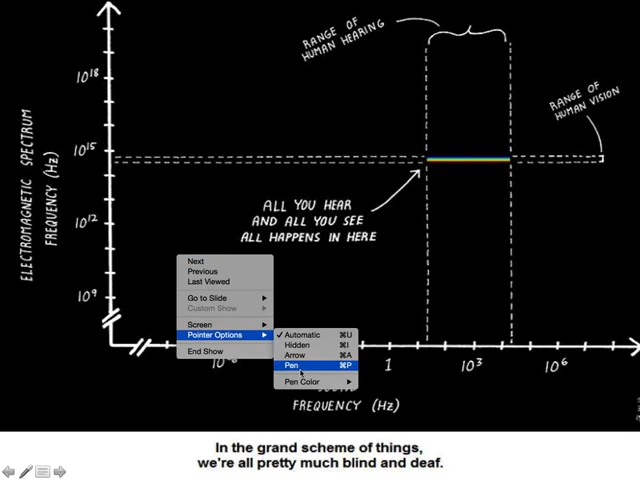 RANGE OF
HUMAN HEARING
RANGE OF
HUMAN VISION
ELECTROMAGNETIC SPECTRUM
FREQUENCY (Hz)
10¹⁸
10¹⁵
10¹²
10⁹
ALL YOU HEAR
AND ALL YOU SEE
ALL HAPPENS IN HERE
Next
Previous
Last Viewed
Go to Slide
Custom Show
Screen
Pointer Options
End Show
✓ Automatic ⌘U
Hidden ⌘I
Arrow ⌘A
Pen ⌘P
Pen Color
1
10³
10⁶
FREQUENCY (Hz)
In the grand scheme of things,
we're all pretty much blind and deaf.